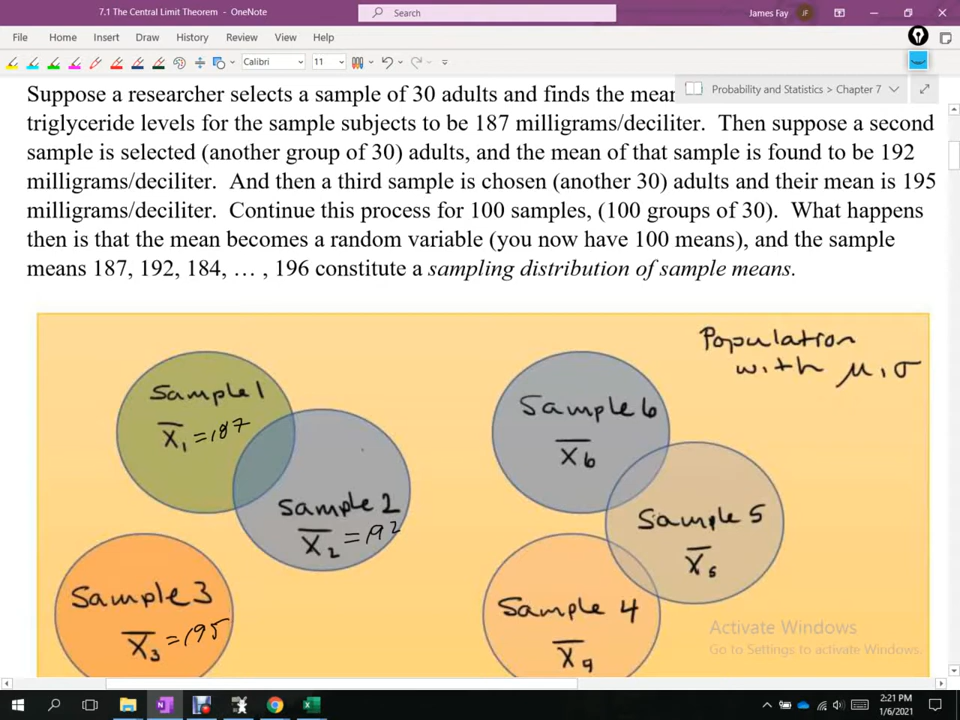 7.1 The Central Limit Theorem - OneNote
Search
James Fay
JF
File
Home
Insert
Draw
History
Review
View
Help
Calibri
11
Probability and Statistics > Chapter 7
Suppose a researcher selects a sample of 30 adults and finds the mean
triglyceride levels for the sample subjects to be 187 milligrams/deciliter. Then suppose a second
sample is selected (another group of 30) adults, and the mean of that sample is found to be 192
milligrams/deciliter. And then a third sample is chosen (another 30) adults and their mean is 195
milligrams/deciliter. Continue this process for 100 samples, (100 groups of 30). What happens
then is that the mean becomes a random variable (you now have 100 means), and the sample
means 187, 192, 184, … , 196 constitute a sampling distribution of sample means.
Population
with μ, σ
Sample 1
X̄₁ = 187
Sample 2
X̄₂ = 192
Sample 3
X̄₃ = 195
Sample 6
X̄₆
Sample 5
X̄₅
Sample 4
Activate Windows
Go to Settings to activate Windows.
2:21 PM
1/6/2021